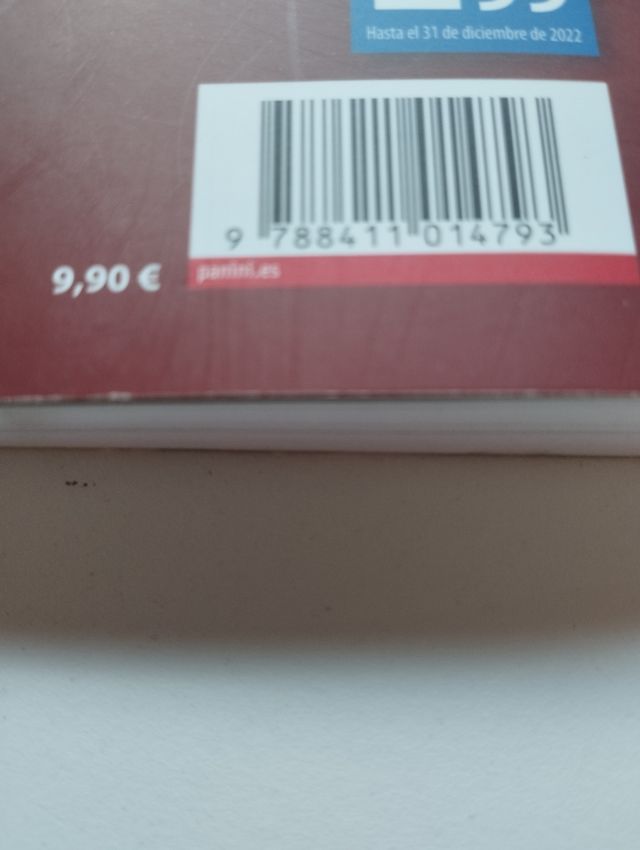 Hasta el 31 de diciembre de 2022
9 788411 014793
9,90 €
panini.es